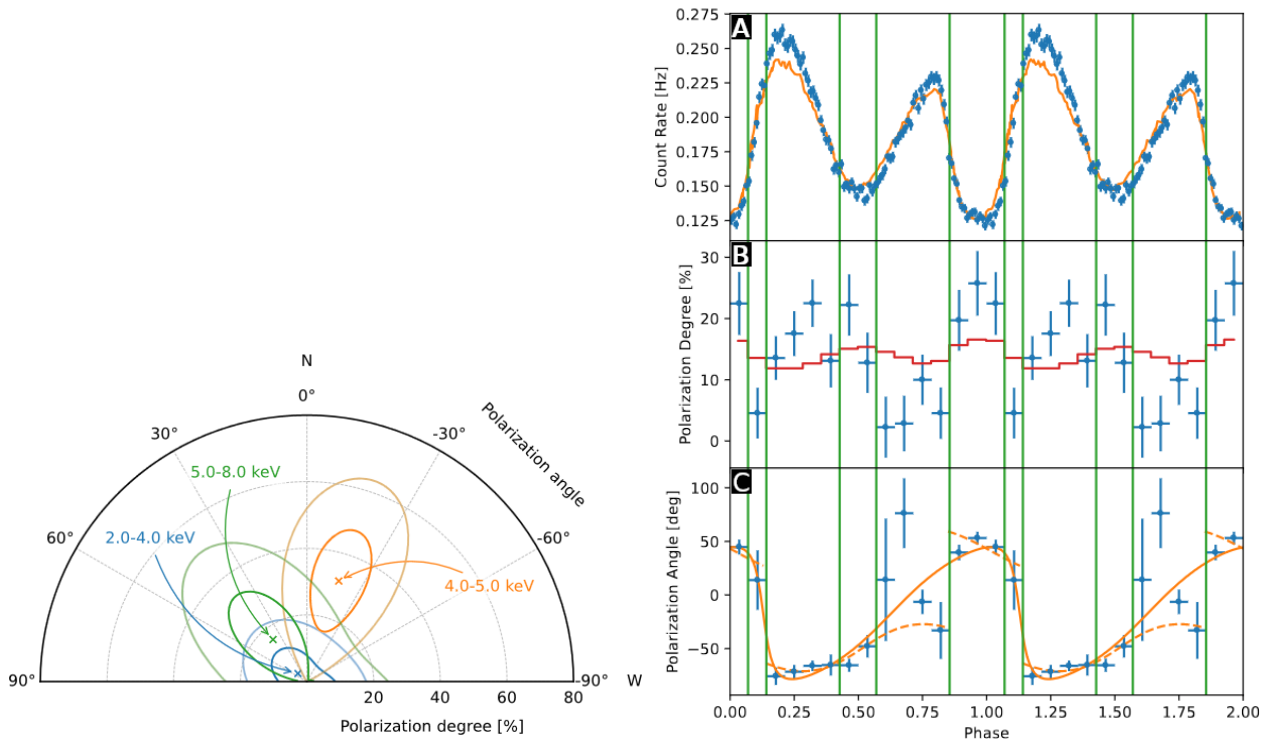 N
0°
30°
-30°
60°
-60°
90°
-90°
W
Polarization angle
5.0-8.0 keV
2.0-4.0 keV
4.0-5.0 keV
20
40
60
80
Polarization degree [%]
A
0.275
0.250
0.225
0.200
0.175
0.150
0.125
Count Rate [Hz]
B
30
20
10
0
Polarization Degree [%]
C
100
50
0
−50
Polarization Angle [deg]
0.00
0.25
0.50
0.75
1.00
1.25
1.50
1.75
2.00
Phase